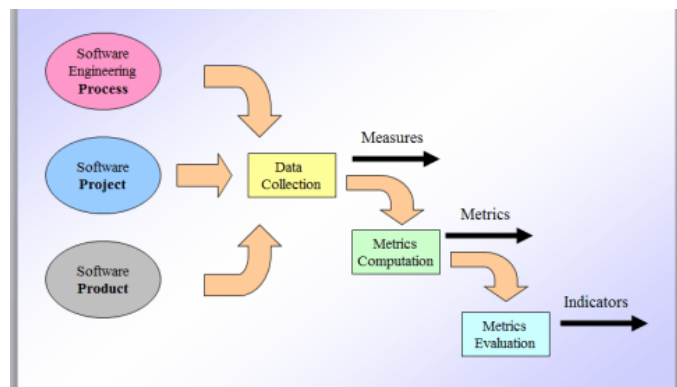 Software
Engineering
Process
Software
Project
Software
Product
Data
Collection
Measures
Metrics
Computation
Metrics
Metrics
Evaluation
Indicators